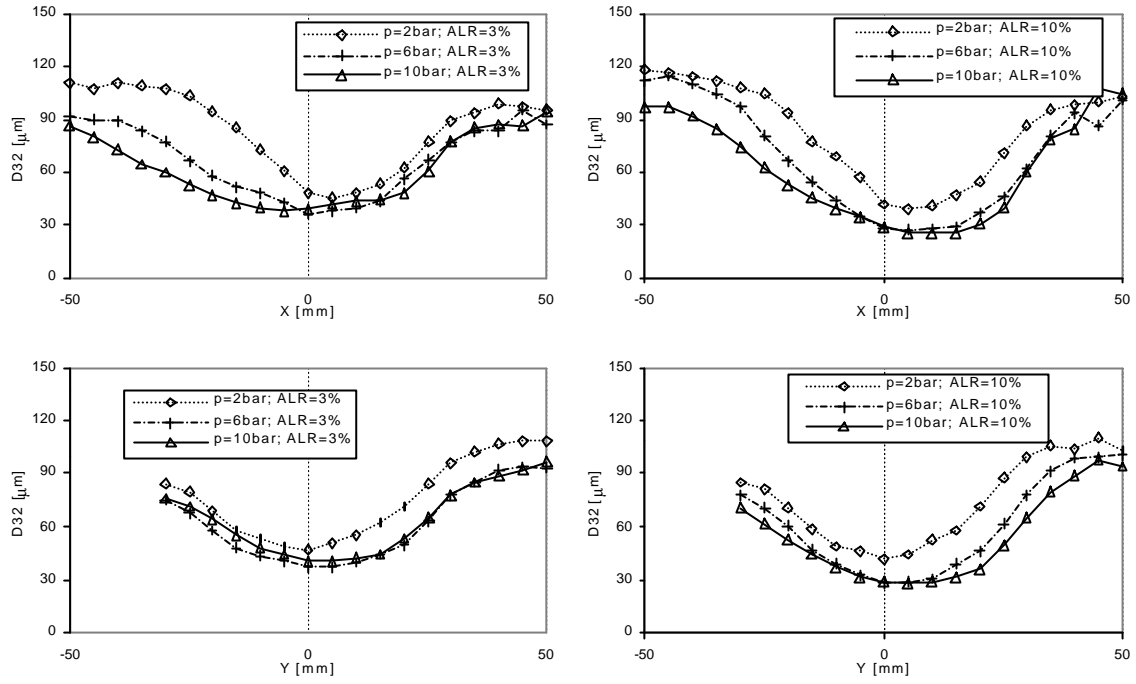 150
120
90
60
30
0
D32 [μm]
-50
0
50
X [mm]
p=2bar; ALR=3%
p=6bar; ALR=3%
p=10bar; ALR=3%
150
120
90
60
30
0
D32 [μm]
-50
0
50
X [mm]
p=2bar; ALR=10%
p=6bar; ALR=10%
p=10bar; ALR=10%
150
120
90
60
30
0
D32 [μm]
-50
0
50
Y [mm]
p=2bar; ALR=3%
p=6bar; ALR=3%
p=10bar; ALR=3%
150
120
90
60
30
0
D32 [μm]
-50
0
50
Y [mm]
p=2bar; ALR=10%
p=6bar; ALR=10%
p=10bar; ALR=10%